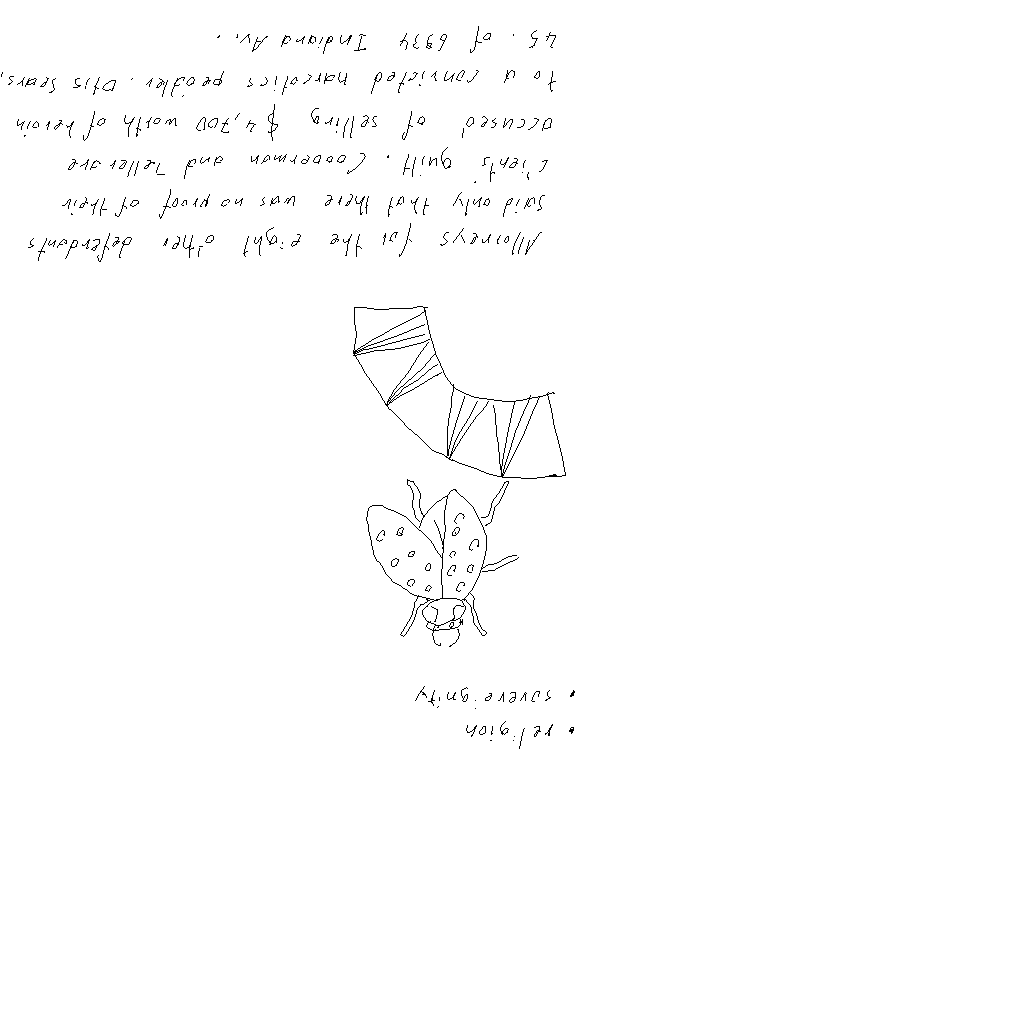 • religion
• sovereignity
Attorneys for the eight other defendants
said only that there was no proof of their
clients' guilt. Cooperman and Teller are
accused of selling $4,700 worth of heroin
to a convicted narcotics peddler. Otis Sears,
45. of 6934 Indiana Av. .